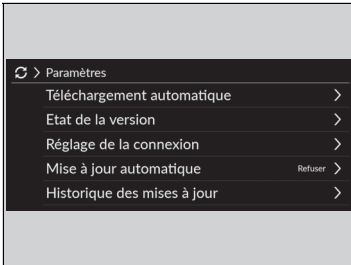 Paramètres
Téléchargement automatique
Etat de la version
Réglage de la connexion
Mise à jour automatique Refuser
Historique des mises à jour